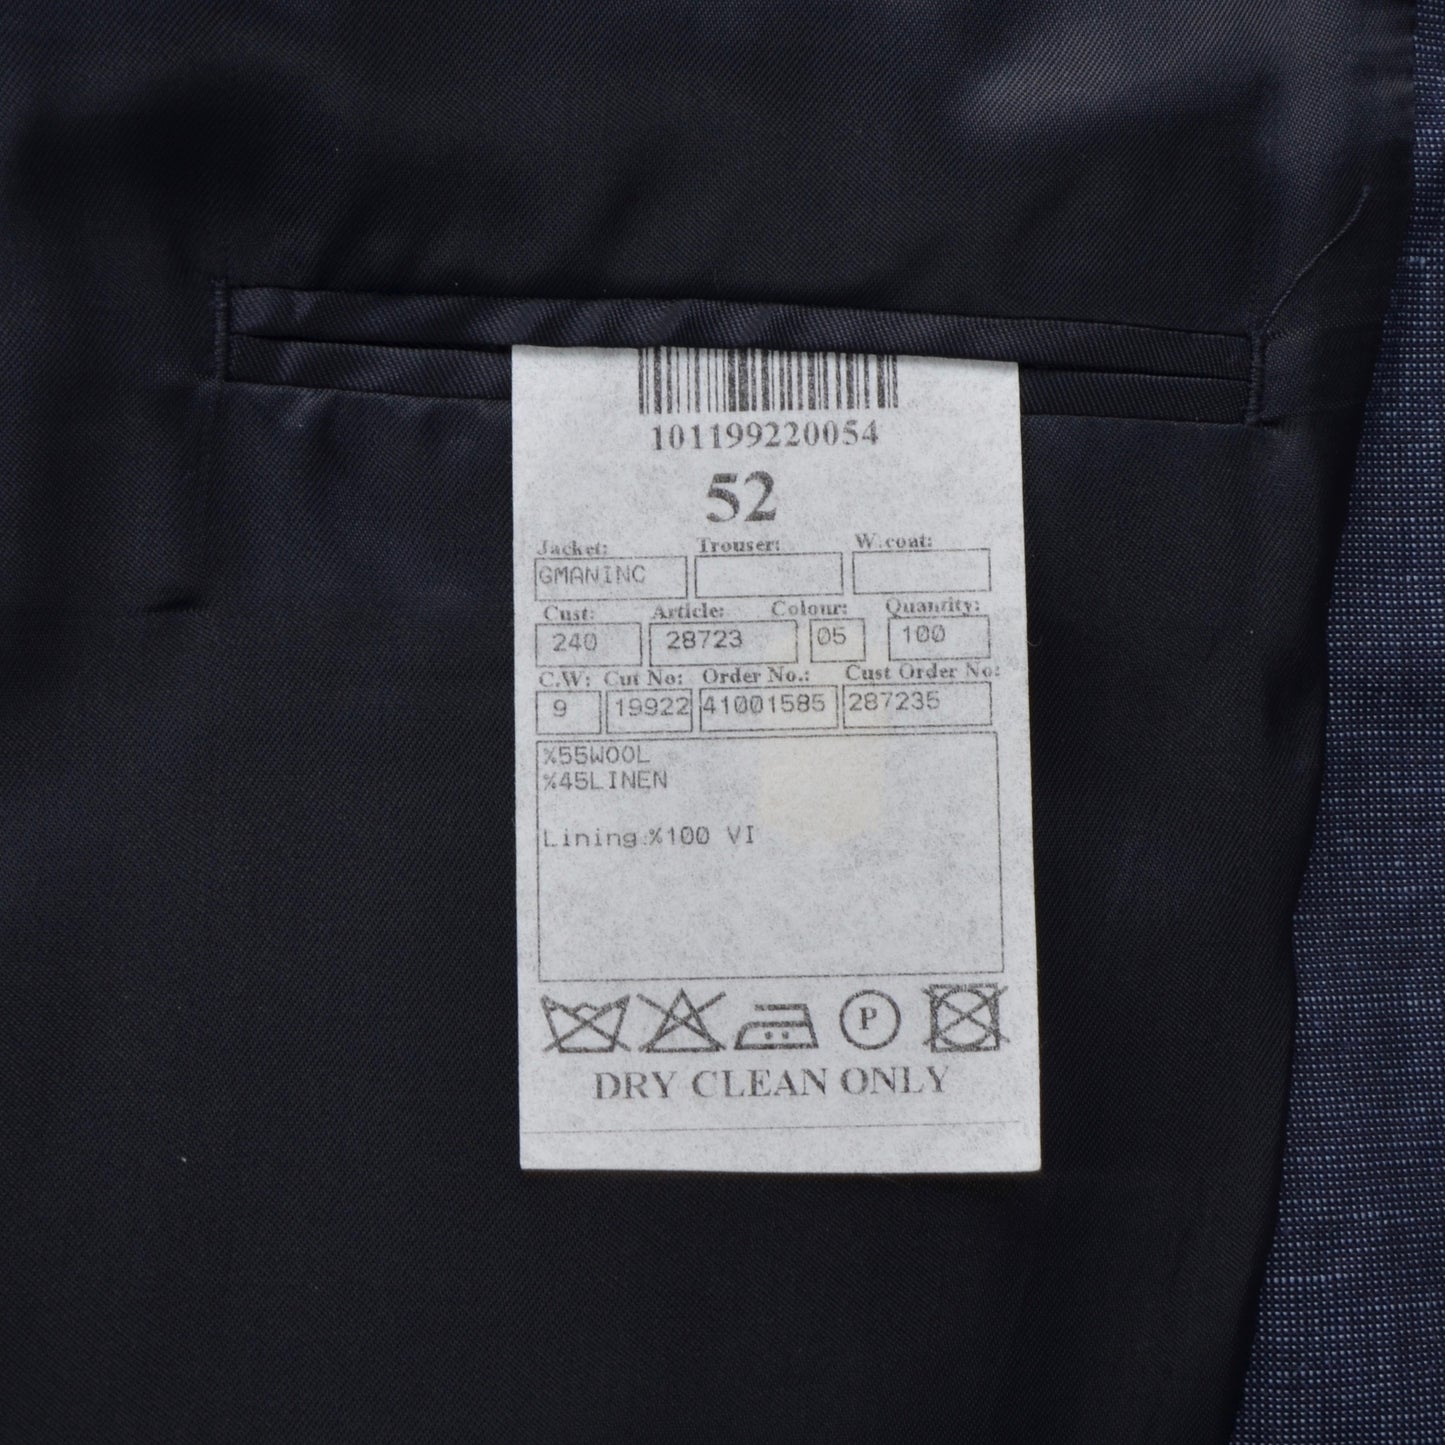 101199220054
52
Jacket: Trouser: W.coat:
GMANINC
Cust: Article: Colour: Quantity:
240 28723 05 100
C.W: Cut No: Order No.: Cust Order No:
9 19922 41001585 287235
%55WOOL
%45LINEN
Lining:%100 VI
P
DRY CLEAN ONLY